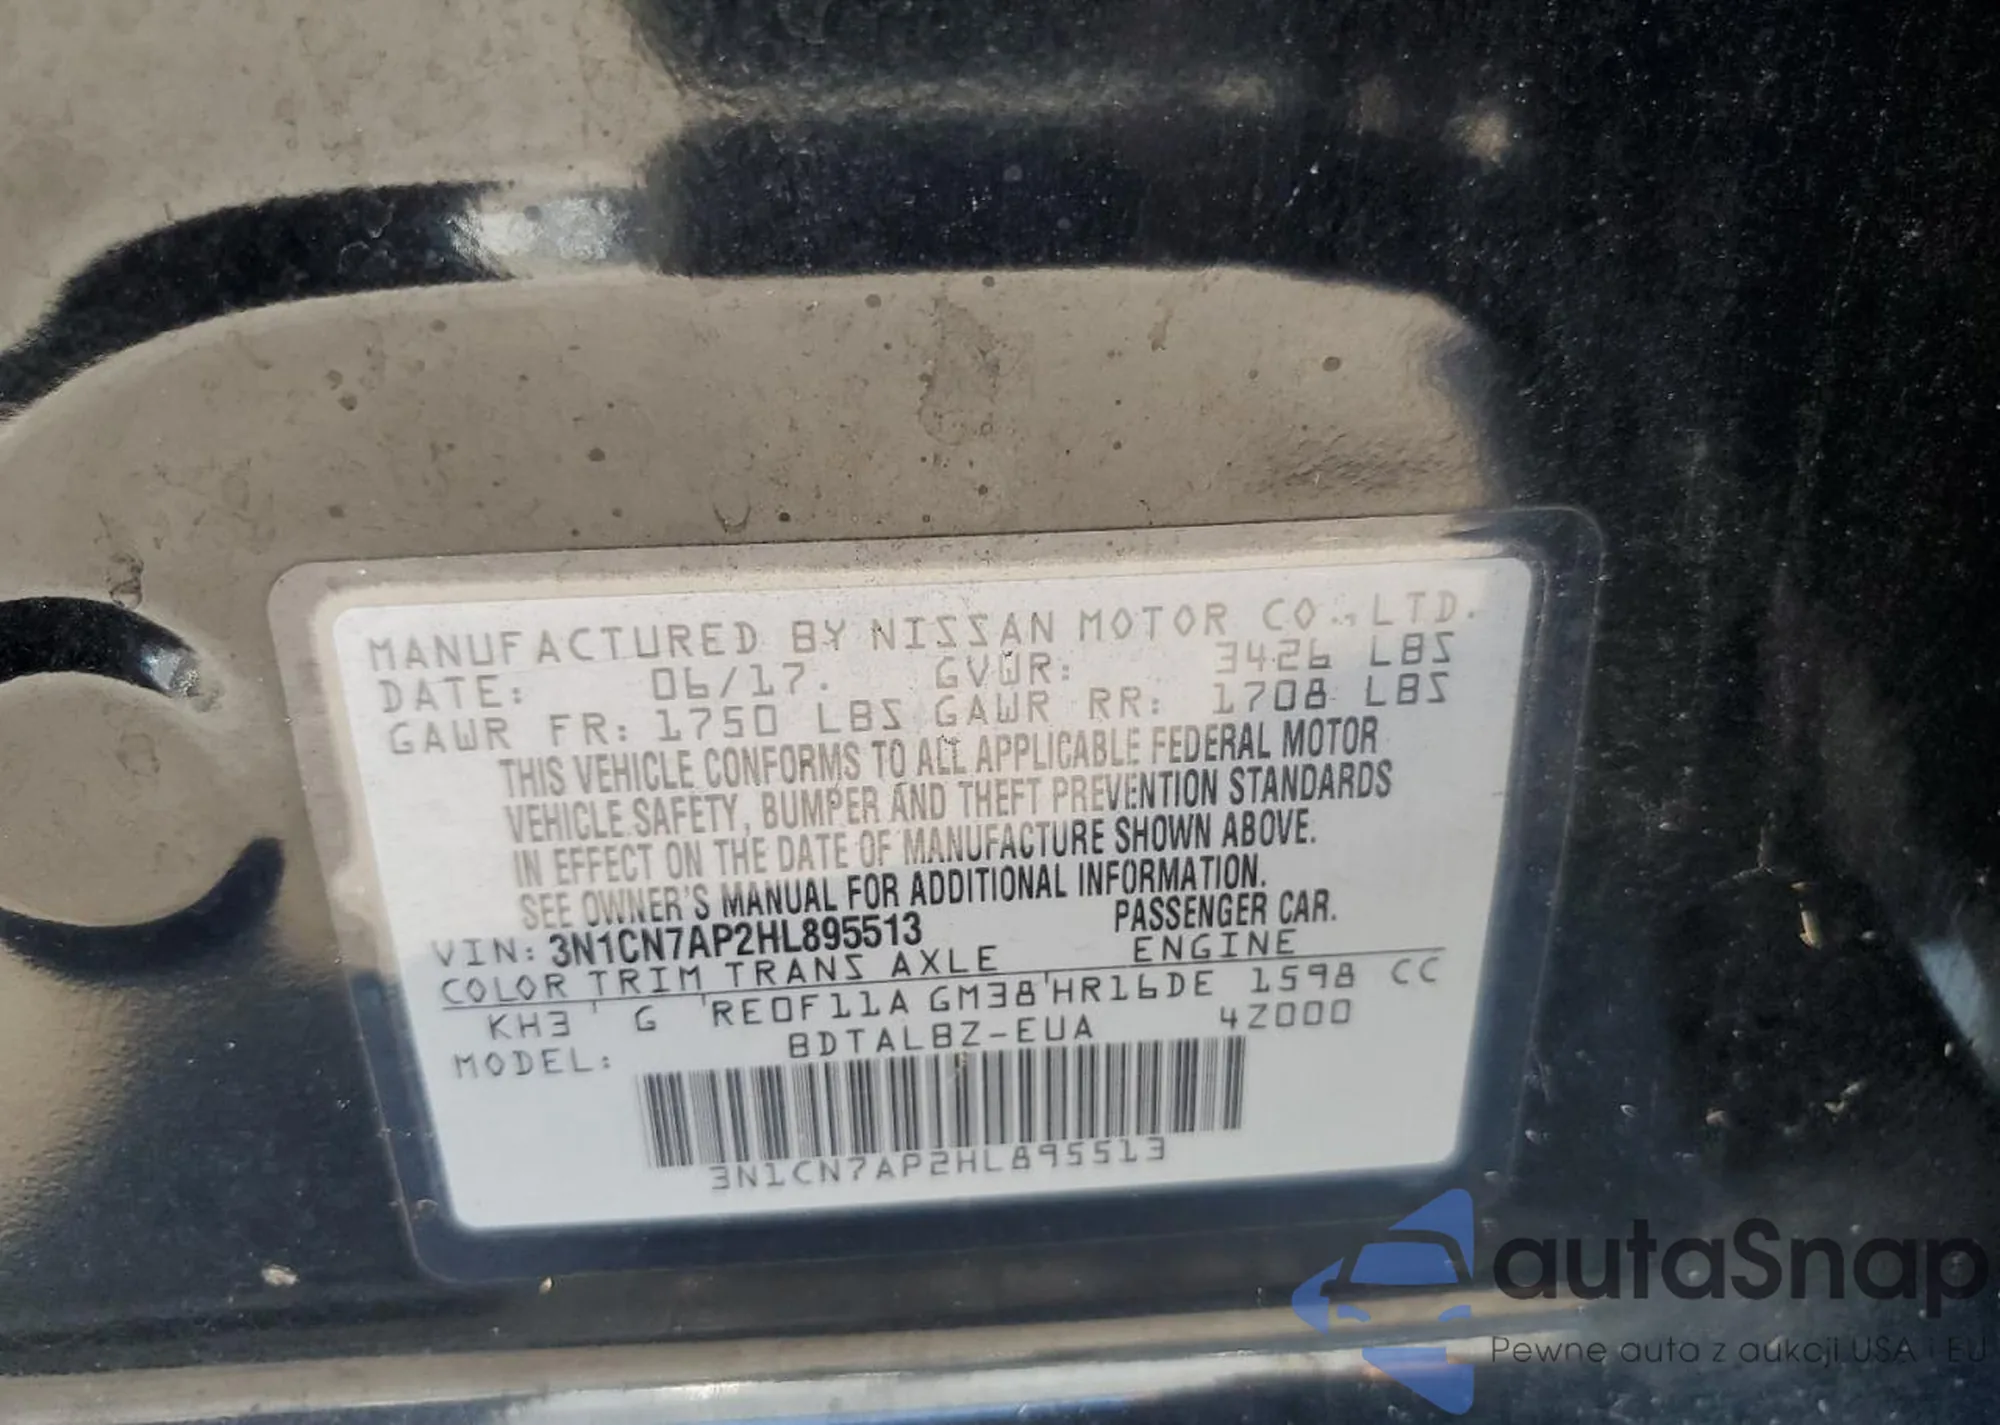 MANUFACTURED BY NISSAN MOTOR CO., LTD.
DATE: 06/17. GVWR: 3426 LBS
GAWR FR: 1750 LBS GAWR RR: 1708 LBS
THIS VEHICLE CONFORMS TO ALL APPLICABLE FEDERAL MOTOR
VEHICLE SAFETY, BUMPER AND THEFT PREVENTION STANDARDS
IN EFFECT ON THE DATE OF MANUFACTURE SHOWN ABOVE.
SEE OWNER'S MANUAL FOR ADDITIONAL INFORMATION.
VIN: 3N1CN7AP2HL895513 PASSENGER CAR.
COLOR TRIM TRANS AXLE ENGINE
KH3 ' G ' RE0F11A GM38 ' HR16DE 1598 CC
MODEL: BDTALBZ-EUA 4Z000
3N1CN7AP2HL895513
autaSnap
Pewne auta z aukcji USA i EU